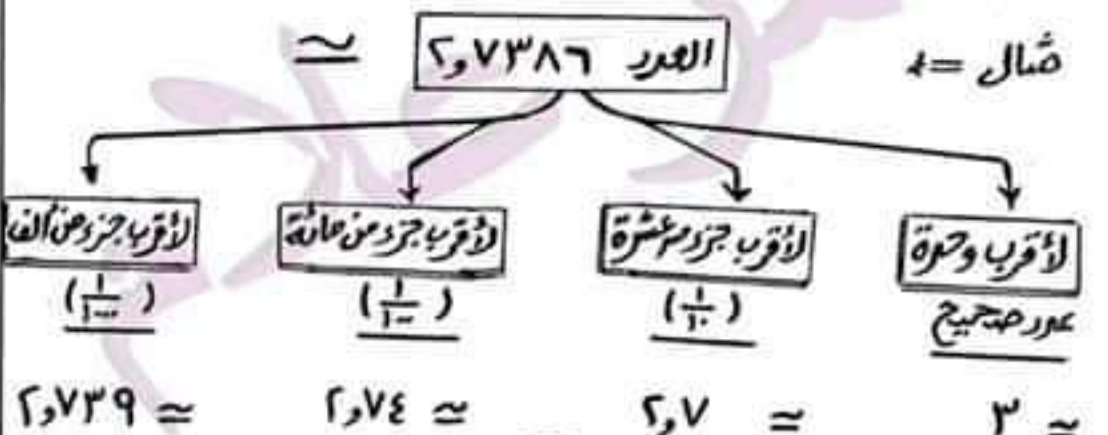 مثال = العدد ٢,٧٣٨٦ ≃
لأقرب وحدة لأقرب جزء من عشرة لأقرب جزء من مائة لأقرب جزء من ألف
عدد صحيح (١/١٠) (١/١٠٠) (١/١٠٠٠)
≃ ٣ ≃ ٢,٧ ≃ ٢,٧٤ ≃ ٢,٧٣٩